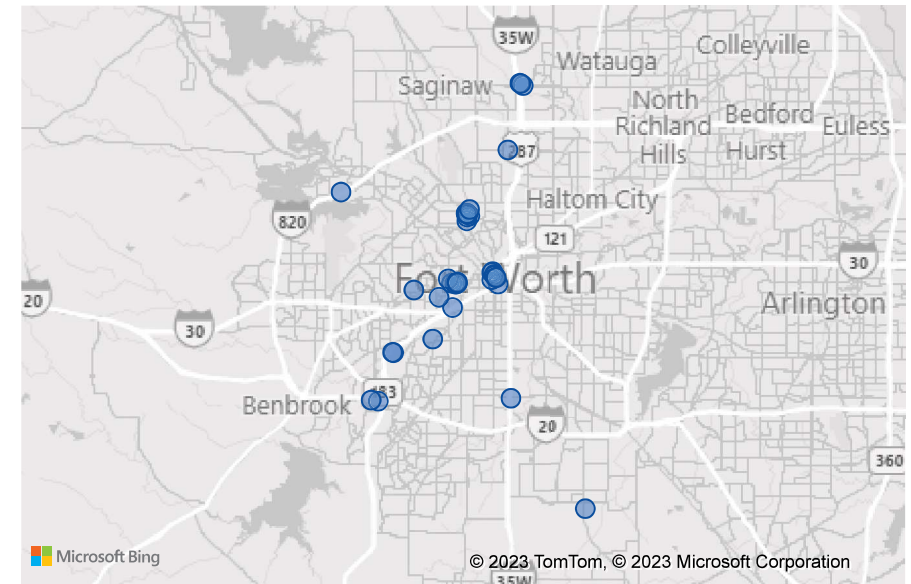 35W
Watauga
Colleyville
Saginaw
North
Richland
Hills
Bedford
Euless
Hurst
287
Haltom City
820
121
Fort Worth
30
20
Arlington
30
183
Benbrook
20
360
Microsoft Bing
© 2023 TomTom, © 2023 Microsoft Corporation
35W